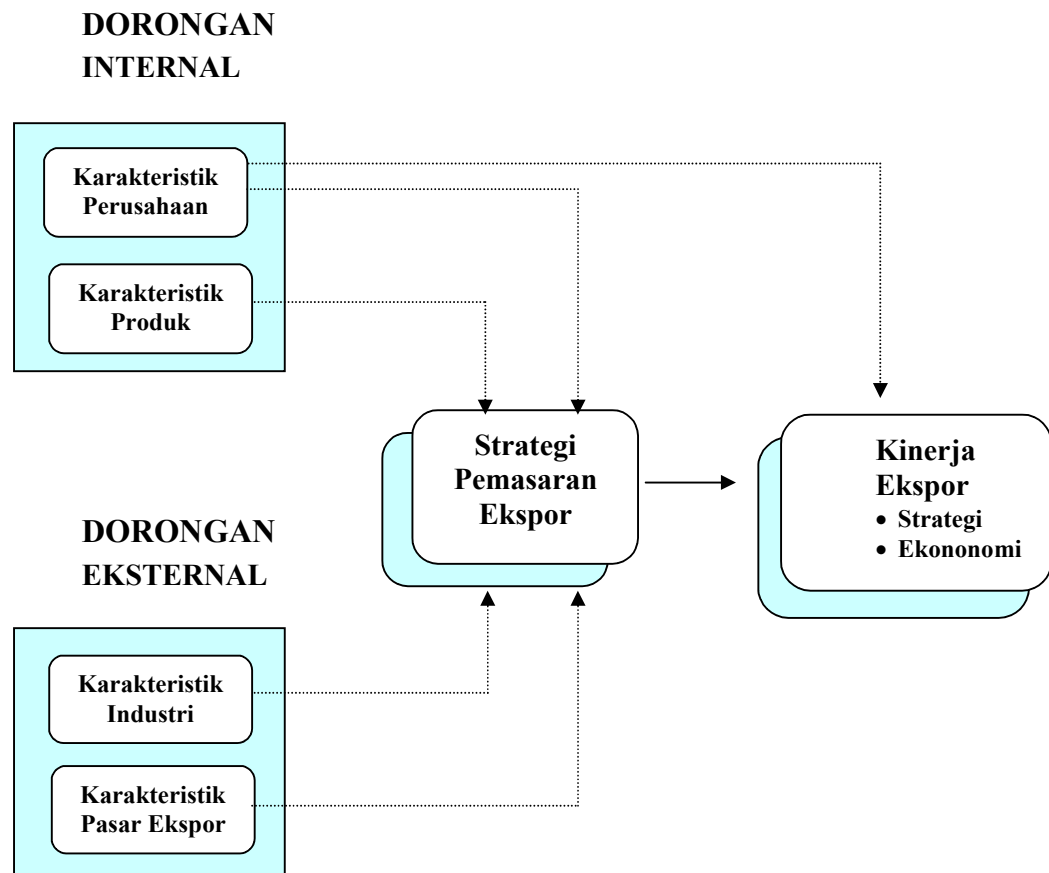 DORONGAN
INTERNAL
Karakteristik
Perusahaan
Karakteristik
Produk
Strategi
Pemasaran
Ekspor
Kinerja
Ekspor
• Strategi
• Ekononomi
DORONGAN
EKSTERNAL
Karakteristik
Industri
Karakteristik
Pasar Ekspor